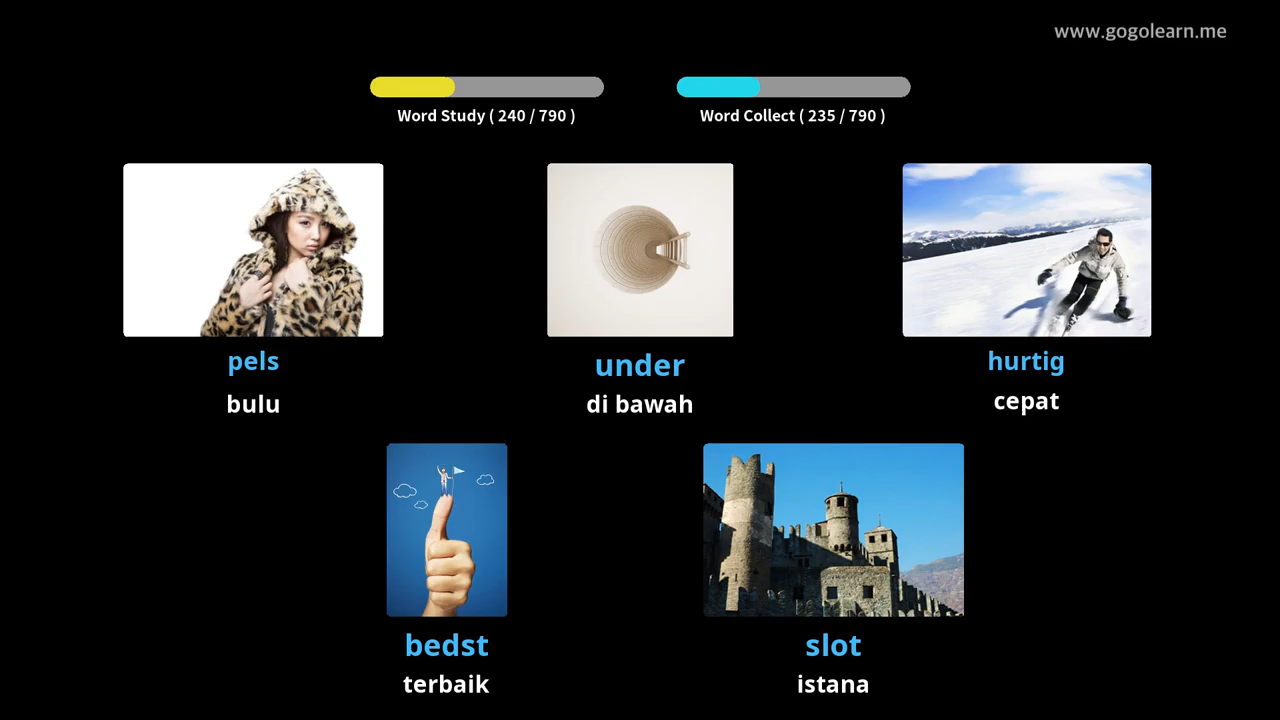 www.gogolearn.me
Word Study ( 240 / 790 )
Word Collect ( 235 / 790 )
pels
bulu
under
di bawah
hurtig
cepat
bedst
terbaik
slot
istana